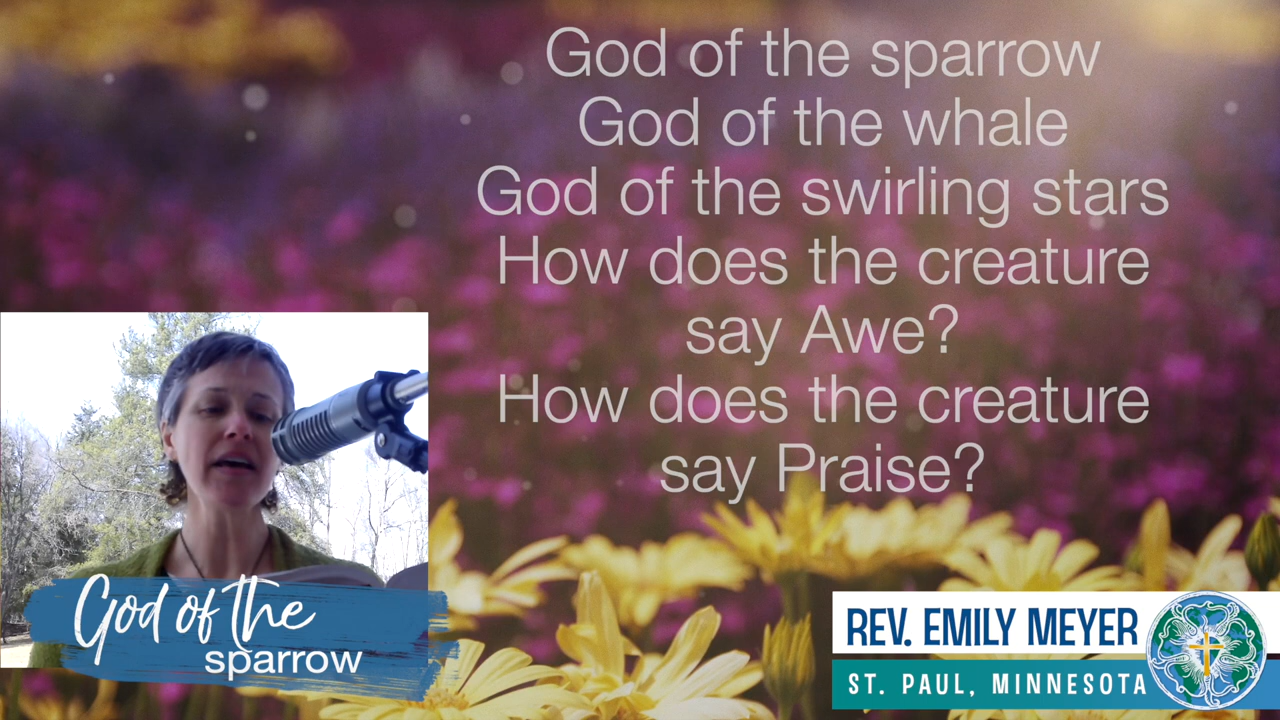 God of the sparrow
God of the whale
God of the swirling stars
How does the creature
say Awe?
How does the creature
say Praise?
God of the
sparrow
REV. EMILY MEYER
ST. PAUL, MINNESOTA